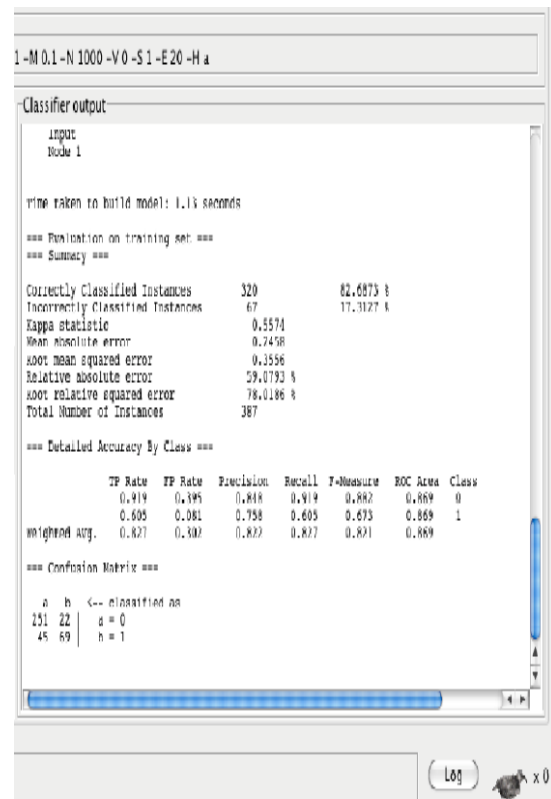 1 -M 0.1 -N 1000 -V 0 -S 1 -E 20 -H a
Classifier output
Input
Node 1
Time taken to build model: 1.13 seconds
=== Evaluation on training set ===
=== Summary ===
Correctly Classified Instances 320 82.6873 %
Incorrectly Classified Instances 67 17.3127 %
Kappa statistic 0.5574
Mean absolute error 0.2458
Root mean squared error 0.3556
Relative absolute error 59.0793 %
Root relative squared error 78.0186 %
Total Number of Instances 387
=== Detailed Accuracy By Class ===
TP Rate FP Rate Precision Recall F-Measure ROC Area Class
0.919 0.395 0.848 0.919 0.882 0.869 0
0.605 0.081 0.758 0.605 0.673 0.869 1
Weighted Avg. 0.827 0.302 0.822 0.827 0.821 0.869
=== Confusion Matrix ===
a b <-- classified as
251 22 | a = 0
45 69 | b = 1
Log
x 0